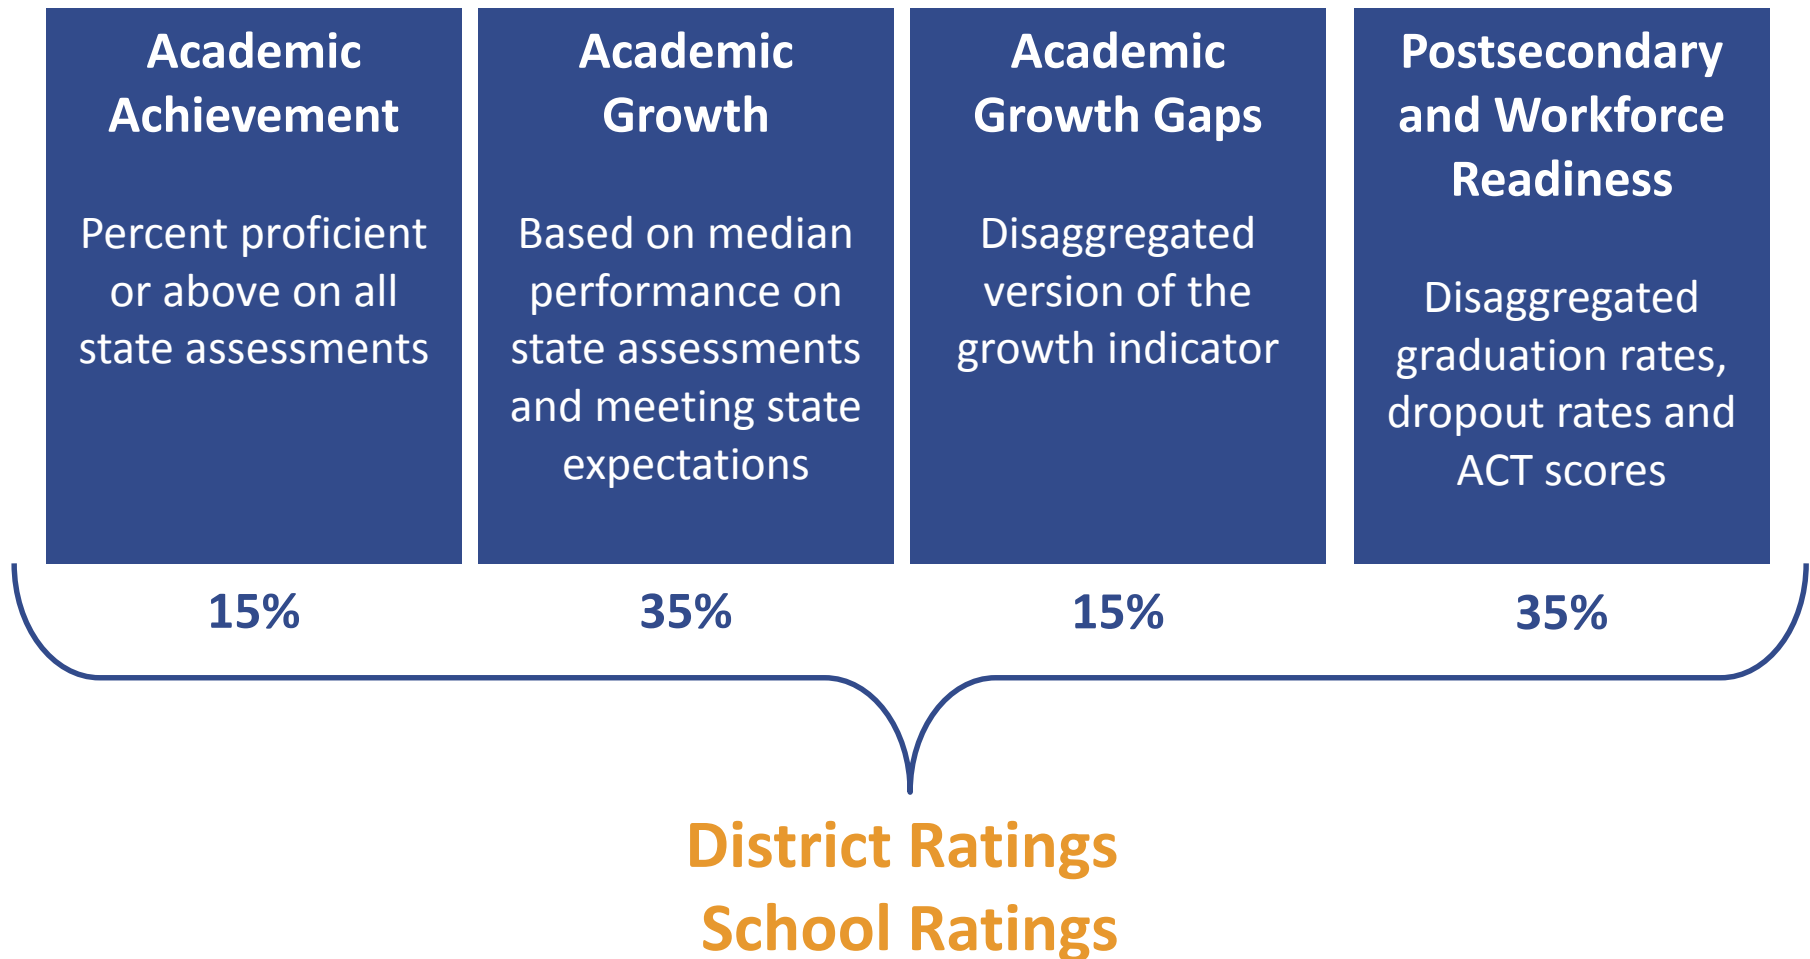 Academic
Achievement
Percent proficient
or above on all
state assessments
Academic
Growth
Based on median
performance on
state assessments
and meeting state
expectations
Academic
Growth Gaps
Disaggregated
version of the
growth indicator
Postsecondary
and Workforce
Readiness
Disaggregated
graduation rates,
dropout rates and
ACT scores
15%
35%
15%
35%
District Ratings
School Ratings